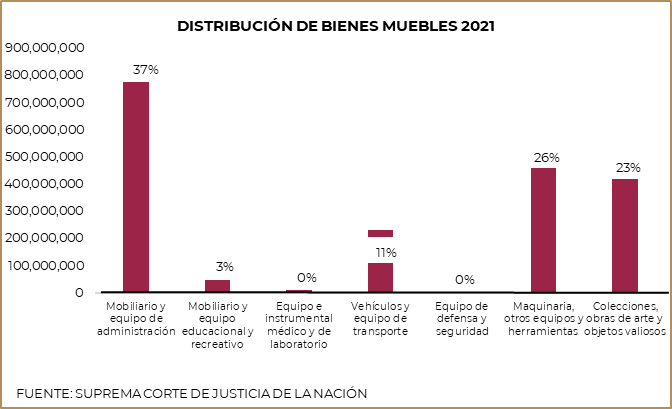 DISTRIBUCIÓN DE BIENES MUEBLES 2021
900,000,000
800,000,000
700,000,000
600,000,000
500,000,000
400,000,000
300,000,000
200,000,000
100,000,000
0
37%
3%
0%
11%
0%
26%
23%
Mobiliario y
equipo de
administración
Mobiliario y
equipo
educacional y
recreativo
Equipo e
instrumental
médico y de
laboratorio
Vehículos y
equipo de
transporte
Equipo de
defensa y
seguridad
Maquinaria,
otros equipos y
herramientas
Colecciones,
obras de arte y
objetos valiosos
FUENTE: SUPREMA CORTE DE JUSTICIA DE LA NACIÓN